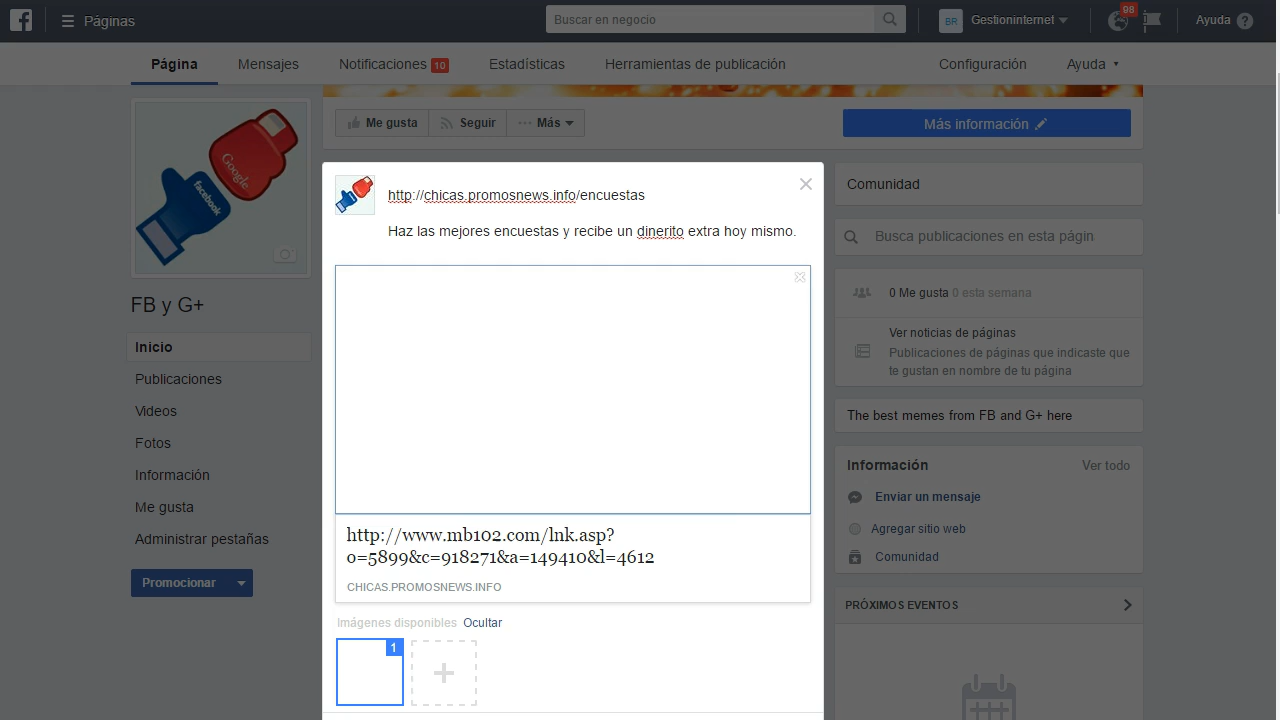 Páginas
Buscar en negocio
BR
Gestioninternet
98
Ayuda
Página
Mensajes
Notificaciones 10
Estadísticas
Herramientas de publicación
Configuración
Ayuda
Google
facebook
Me gusta
Seguir
Más
Más información
FB y G+
Inicio
Publicaciones
Videos
Fotos
Información
Me gusta
Administrar pestañas
Promocionar
http://chicas.promosnews.info/encuestas
Haz las mejores encuestas y recibe un dinerito extra hoy mismo.
http://www.mb102.com/lnk.asp?
o=5899&c=918271&a=149410&l=4612
CHICAS.PROMOSNEWS.INFO
Imágenes disponibles Ocultar
1
Comunidad
Busca publicaciones en esta págin
0 Me gusta 0 esta semana
Ver noticias de páginas
Publicaciones de páginas que indicaste que
te gustan en nombre de tu página
The best memes from FB and G+ here
Información
Ver todo
Enviar un mensaje
Agregar sitio web
Comunidad
PRÓXIMOS EVENTOS